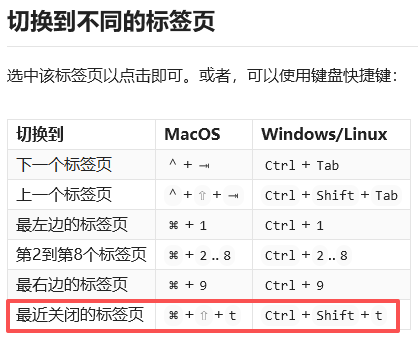 切换到不同的标签页
选中该标签页以点击即可。或者，可以使用键盘快捷键：
切换到 MacOS Windows/Linux
下一个标签页 ⌃ + ⇥ Ctrl + Tab
上一个标签页 ⌃ + ⇧ + ⇥ Ctrl + Shift + Tab
最左边的标签页 ⌘ + 1 Ctrl + 1
第2到第8个标签页 ⌘ + 2 .. 8 Ctrl + 2 .. 8
最右边的标签页 ⌘ + 9 Ctrl + 9
最近关闭的标签页 ⌘ + ⇧ + t Ctrl + Shift + t